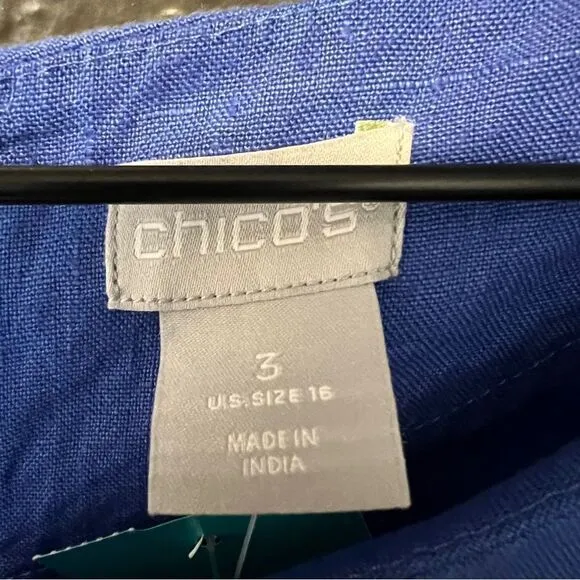 chico's®
3
U.S. SIZE 16
MADE IN
INDIA